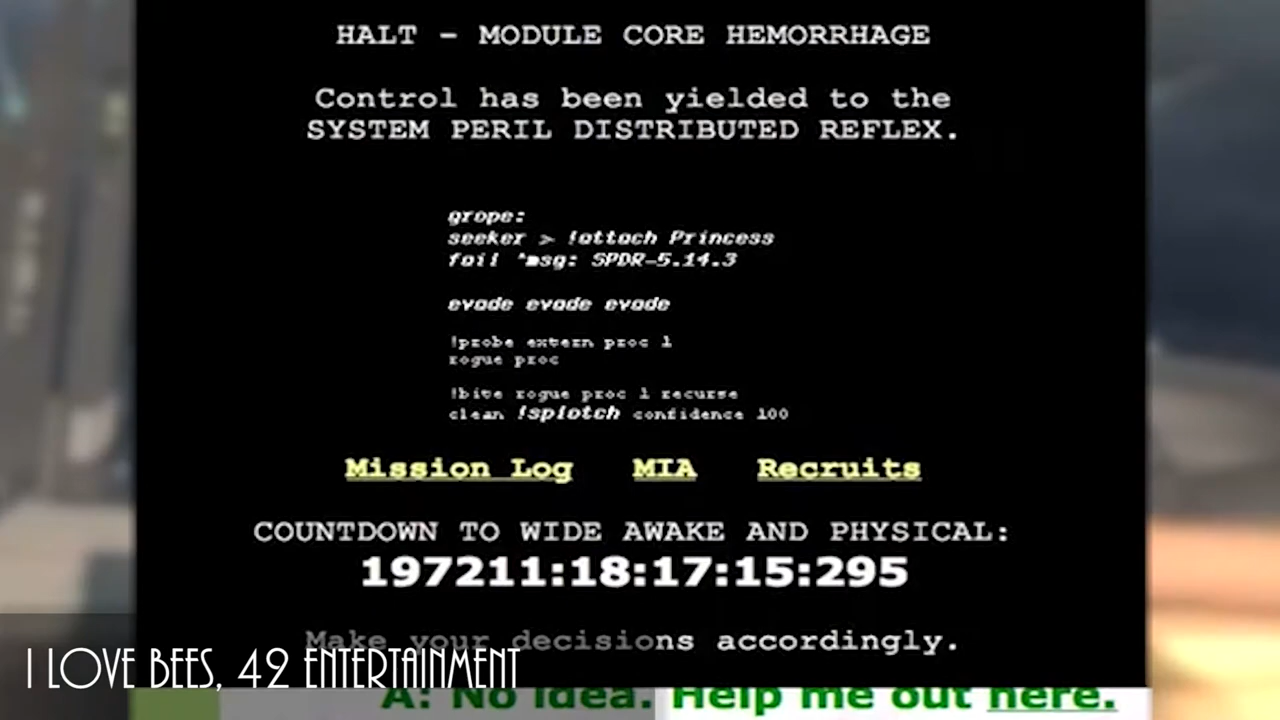 HALT - MODULE CORE HEMORRHAGE
Control has been yielded to the
SYSTEM PERIL DISTRIBUTED REFLEX.
grope:
seeker > !attach Princess
fail ^msg: SPDR-5.14.3
evade evade evade
!probe extern proc 1
rogue proc
!bite rogue proc 1 recurse
clean !splotch confidence 100
Mission Log MIA Recruits
COUNTDOWN TO WIDE AWAKE AND PHYSICAL:
197211:18:17:15:295
Make your decisions accordingly.
I LOVE BEES, 42 ENTERTAINMENT
A: No idea. Help me out here.